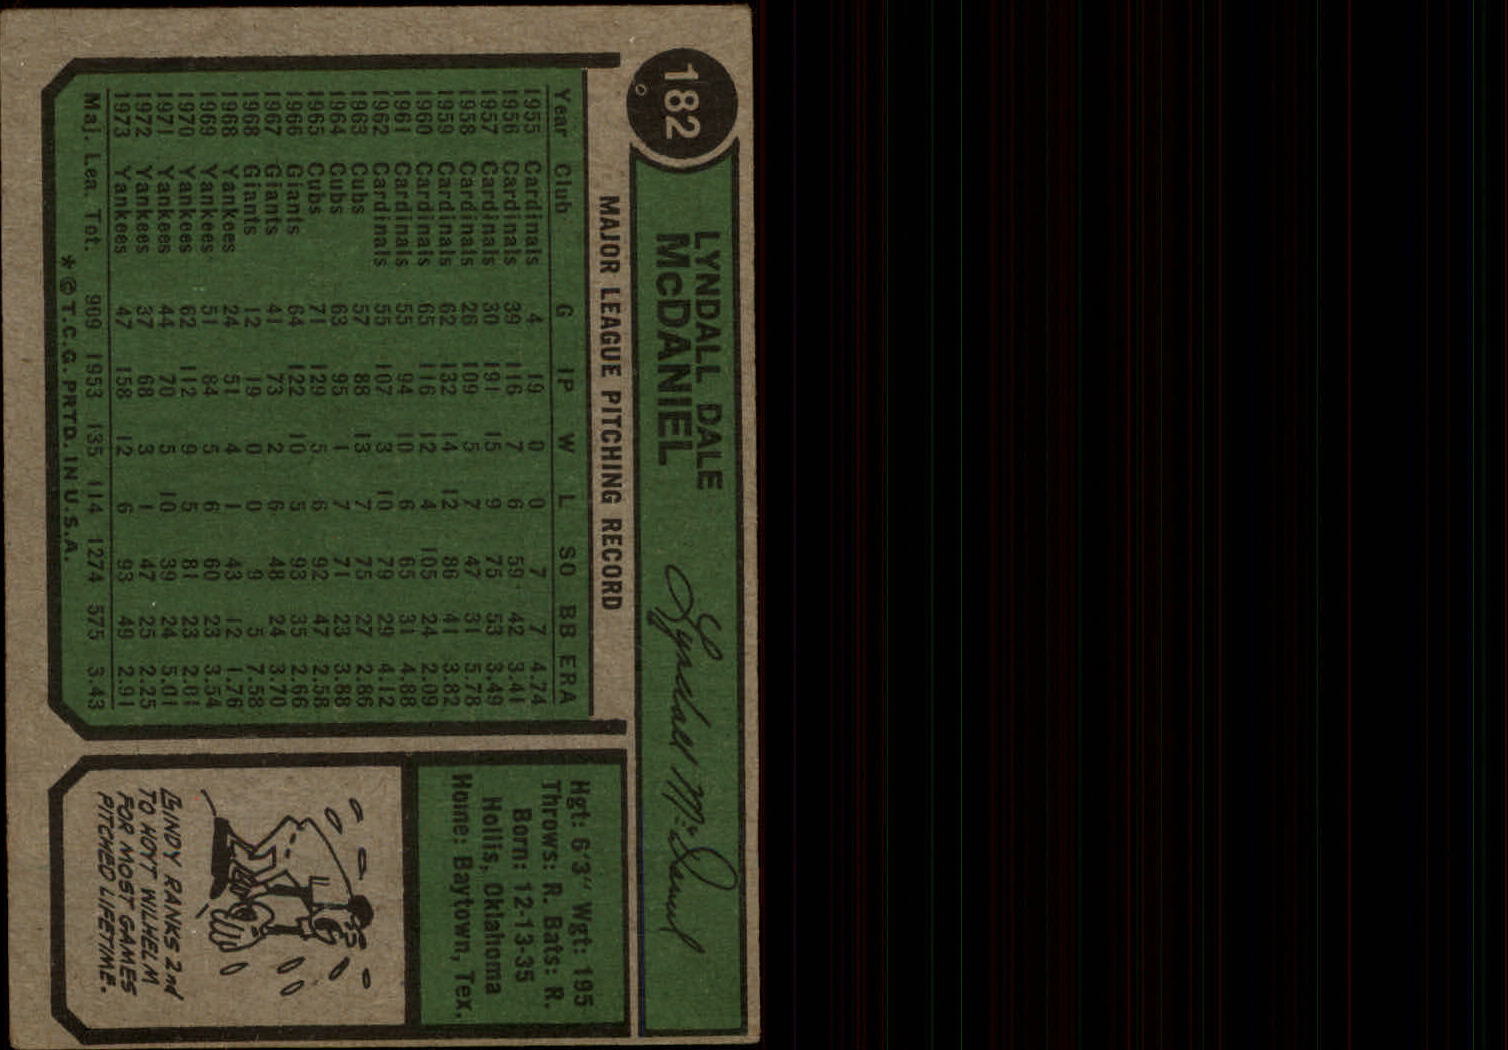 182
LYNDALL DALE
McDANIEL
Lyndall McDaniel
MAJOR LEAGUE PITCHING RECORD
Year Club G IP W L SO BB ERA
1955 Cardinals 4 19 0 0 7 7 4.74
1956 Cardinals 39 116 7 6 59 42 3.41
1957 Cardinals 30 191 15 9 75 53 3.49
1958 Cardinals 26 109 5 7 47 31 5.78
1959 Cardinals 62 132 14 12 86 41 3.82
1960 Cardinals 65 116 12 4 105 24 2.09
1961 Cardinals 55 94 10 6 65 31 4.88
1962 Cardinals 55 107 3 10 79 29 4.12
1963 Cubs 57 88 13 7 75 27 2.86
1964 Cubs 63 95 1 7 71 23 3.88
1965 Cubs 71 129 5 6 92 47 2.58
1966 Giants 64 122 10 5 93 35 2.66
1967 Giants 41 73 2 6 48 24 3.70
1968 Giants 12 19 0 0 9 5 7.58
1968 Yankees 24 51 4 1 43 12 1.76
1969 Yankees 51 84 5 6 60 23 3.54
1970 Yankees 62 112 9 5 81 23 2.01
1971 Yankees 44 70 5 10 39 24 5.01
1972 Yankees 37 68 3 1 47 25 2.25
1973 Yankees 47 158 12 6 93 49 2.91
Maj. Lea. Tot. 909 1953 135 114 1274 575 3.43
* © T.C.G. PRTD. IN U.S.A.
Hgt: 6'3" Wgt: 195
Throws: R. Bats: R.
Born: 12-13-35
Hollis, Oklahoma
Home: Baytown, Tex.
LINDY RANKS 2nd
TO HOYT WILHELM
FOR MOST GAMES
PITCHED LIFETIME.